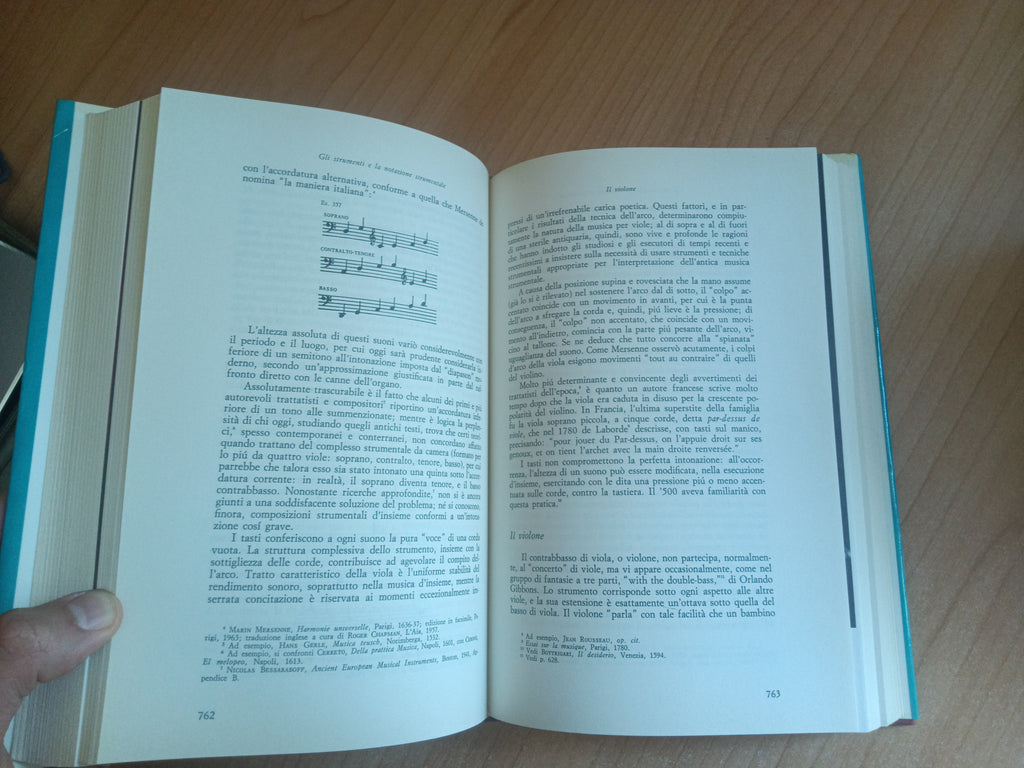 Gli strumenti e la notazione strumentale
con l'accordatura alternativa, conforme a quella che Mersenne de-
nomina "la maniera italiana":
Es. 357
SOPRANO
CONTRALTO-TENORE
BASSO
L'altezza assoluta di questi suoni variò considerevolmente
il periodo e il luogo, per cui oggi sarà prudente considerarla
feriore di un semitono all'intonazione imposta dal "diapason" mo-
derno, secondo un'approssimazione giustificata in parte dal raf-
fronto diretto con le canne dell'organo.
Assolutamente trascurabile è il fatto che alcuni dei primi e più
autorevoli trattatisti e compositori riportino un'accordatura infe-
riore di un tono alle summenzionate; mentre è logica la perples-
sità di chi oggi, studiando quegli antichi testi, trova che certi
ci, spesso contemporanei e conterranei, non concordano affatto
quando trattano del complesso strumentale da camera (formato per
lo piú da quattro viole: soprano, contralto, tenore, basso), per cui
parrebbe che talora esso sia stato intonato una quinta sotto l'accor-
datura corrente: in realtà, il soprano diventa tenore, e il basso
contrabbasso. Nonostante ricerche approfondite, non si è ancora
giunti a una soddisfacente soluzione del problema; né si conoscono,
finora, composizioni strumentali d'insieme conformi a un'intona-
zione cosí grave.
I tasti conferiscono a ogni suono la pura "voce" di una corda
vuota. La struttura complessiva dello strumento, insieme con la
sottigliezza delle corde, contribuisce ad agevolare il compito del-
l'arco. Tratto caratteristico della viola è l'uniforme stabilità del
rendimento sonoro, soprattutto nella musica d'insieme, mentre la
serrata concitazione è riservata ai momenti eccezionalmente in-
MARIN MERSENNE, Harmonie universelle, Parigi, 1636-37; edizione in facsimile, Pa-
rigi, 1965; traduzione inglese a cura di ROGER CHAPMAN, L'Aia, 1957.
Ad esempio, HANS GERLE, Musica teusch, Norimberga, 1532.
Ad esempio, si confronti CERRETO, Della prattica Musica, Napoli, 1601, con CERONE,
El melopeo, Napoli, 1613.
NICOLAS BESSARABOFF, Ancient European Musical Instruments, Boston, 1941, Ap-
pendice B.
762
Il violone
pressi di un'irrefrenabile carica poetica. Questi fattori, e in par-
ticolare i risultati della tecnica dell'arco, determinarono compiu-
tamente la natura della musica per viole; al di sopra e al di fuori
di una sterile antiquaria, quindi, sono vive e profonde le ragioni
che hanno indotto gli studiosi e gli esecutori di tempi recenti e
recentissimi a insistere sulla necessità di usare strumenti e tecniche
strumentali appropriate per l'interpretazione dell'antica musica
strumentale.
A causa della posizione supina e rovesciata che la mano assume
(già lo si è rilevato) nel sostenere l'arco dal di sotto, il "colpo" ac-
centato coincide con un movimento in avanti, per cui è la punta
dell'arco a sfregare la corda e, quindi, piú lieve è la pressione; di
conseguenza, il "colpo" non accentato, che coincide con un movi-
mento all'indietro, comincia con la parte piú pesante dell'arco, vi-
cino al tallone. Se ne deduce che tutto concorre alla "spianata"
uguaglianza del suono. Come Mersenne osservò acutamente, i colpi
d'arco della viola esigono movimenti "tout au contraire" di quelli
del violino.
Molto piú determinante e convincente degli avvertimenti dei
trattatisti dell'epoca, è quanto un autore francese scrive molto
tempo dopo che la viola era caduta in disuso per la crescente po-
polarità del violino. In Francia, l'ultima superstite della famiglia
fu la viola soprano piccola, a cinque corde, detta par-dessus de
viole, che nel 1780 de Laborde descrisse, con tasti sul manico,
precisando: "pour jouer du Par-dessus, on l'appuie droit sur ses
genoux, et on tient l'archet avec la main droite renversée."
I tasti non compromettono la perfetta intonazione: all'occor-
renza, l'altezza di un suono può essere modificata, nella esecuzione
d'insieme, esercitando con le dita una pressione piú o meno accen-
tuata sulle corde, contro la tastiera. Il '500 aveva familiarità con
questa pratica.
Il violone
Il contrabbasso di viola, o violone, non partecipa, normalmen-
te, al "concerto" di viole, ma vi appare occasionalmente, come nel
gruppo di fantasie a tre parti, "with the double-bass," di Orlando
Gibbons. Lo strumento corrisponde sotto ogni aspetto alle altre
viole, e la sua estensione è esattamente un'ottava sotto quella del
basso di viola. Il violone "parla" con tale facilità che un bambino
Ad esempio, JEAN ROUSSEAU, op. cit.
Essai sur la musique, Parigi, 1780.
Vedi BOTTRIGARI, Il desiderio, Venezia, 1594.
Vedi p. 628.
763